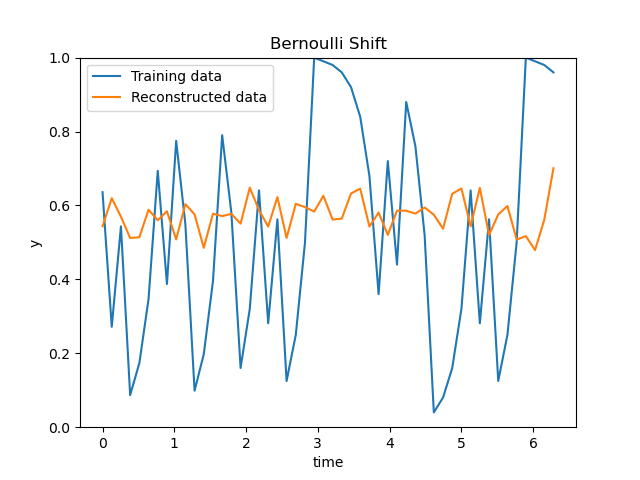 Bernoulli Shift
Training data
Reconstructed data
1.0
0.8
0.6
0.4
0.2
0.0
y
0 1 2 3 4 5 6
time